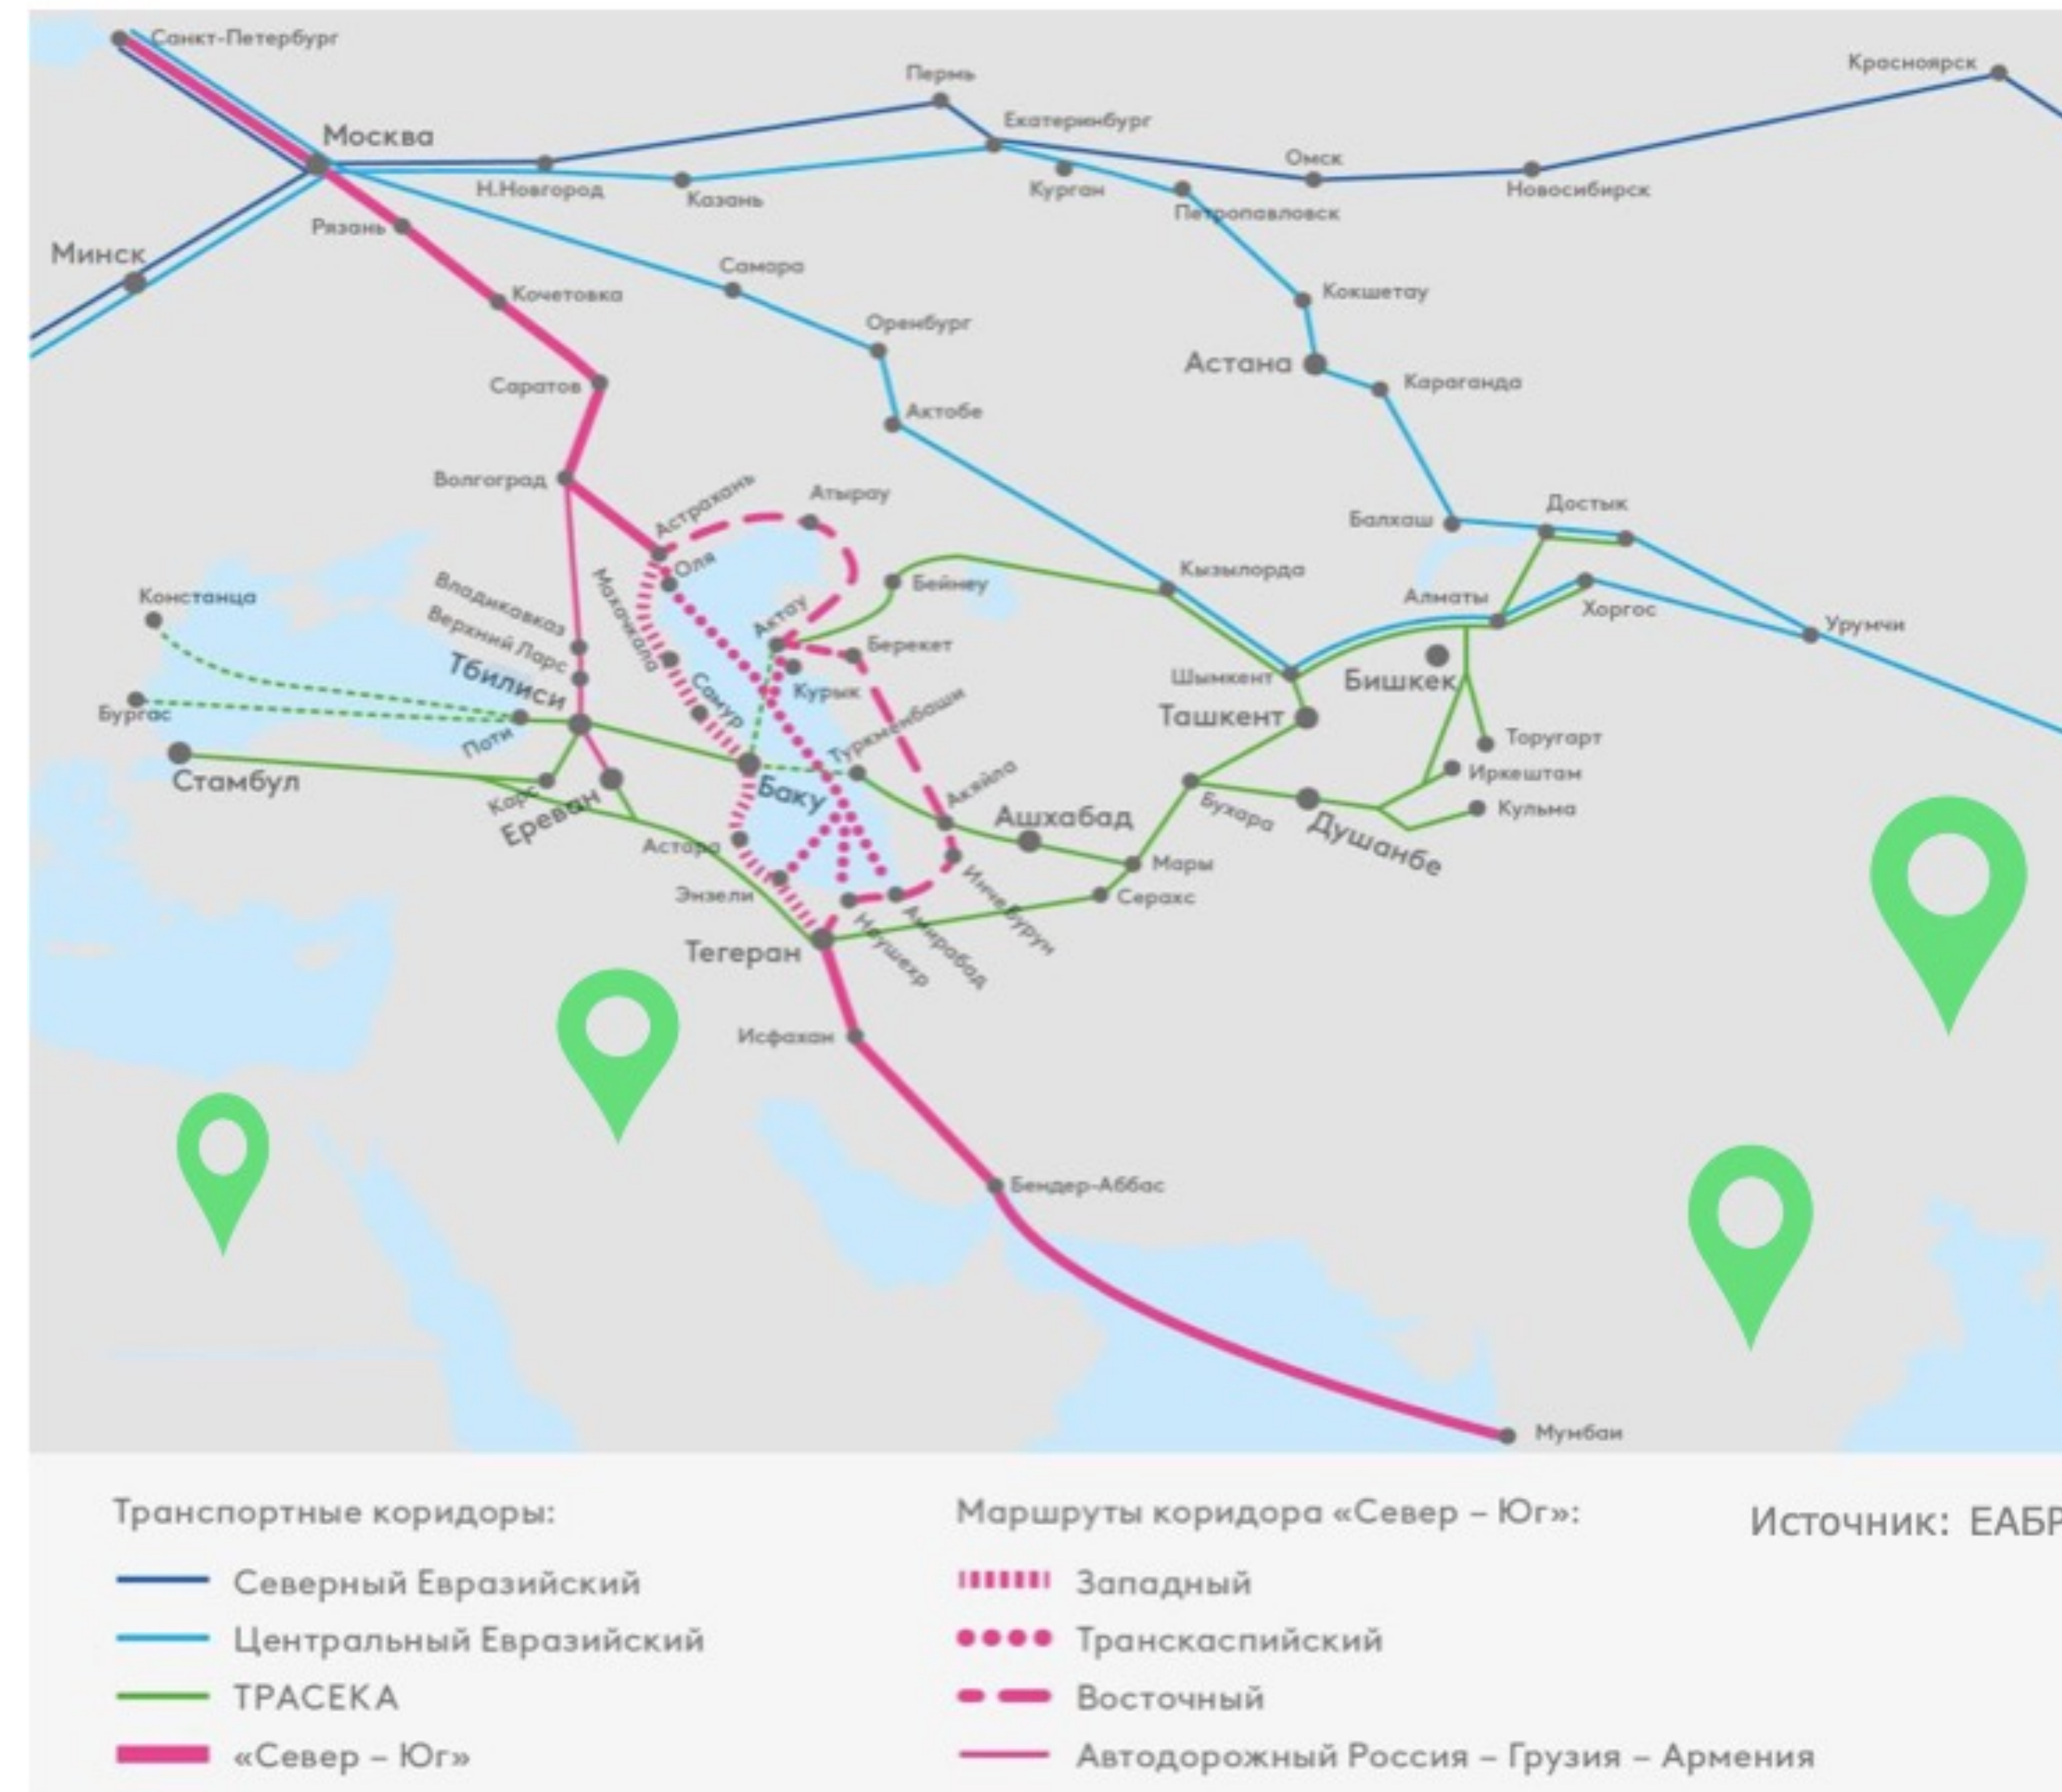 Санкт-Петербург
Пермь
Красноярск
Москва
Екатеринбург
Н.Новгород
Казань
Курган
Омск
Новосибирск
Петропавловск
Рязань
Минск
Самара
Кочетовка
Кокшетау
Оренбург
Астана
Караганда
Саратов
Актобе
Волгоград
Астрахань
Атырау
Балхаш
Достык
Оля
Кызылорда
Бейнеу
Махачкала
Констанца
Владикавказ
Верхний Ларс
Актау
Алматы
Хоргос
Урумчи
Берекет
Тбилиси
Самур
Курык
Шымкент
Бишкек
Бургас
Поти
Туркменбаши
Ташкент
Торугарт
Стамбул
Карс
Ереван
Баку
Акяйла
Иркештам
Ашхабад
Бухара
Душанбе
Кульма
Астара
Мары
Энзели
Серахс
Инче Бурун
Амирабад
Ноушехр
Тегеран
Исфахан
Бендер-Аббас
Мумбаи
Транспортные коридоры:
Северный Евразийский
Центральный Евразийский
ТРАСЕКА
«Север – Юг»
Маршруты коридора «Север – Юг»:
Западный
Транскаспийский
Восточный
Автодорожный Россия – Грузия – Армения
Источник: ЕАБР